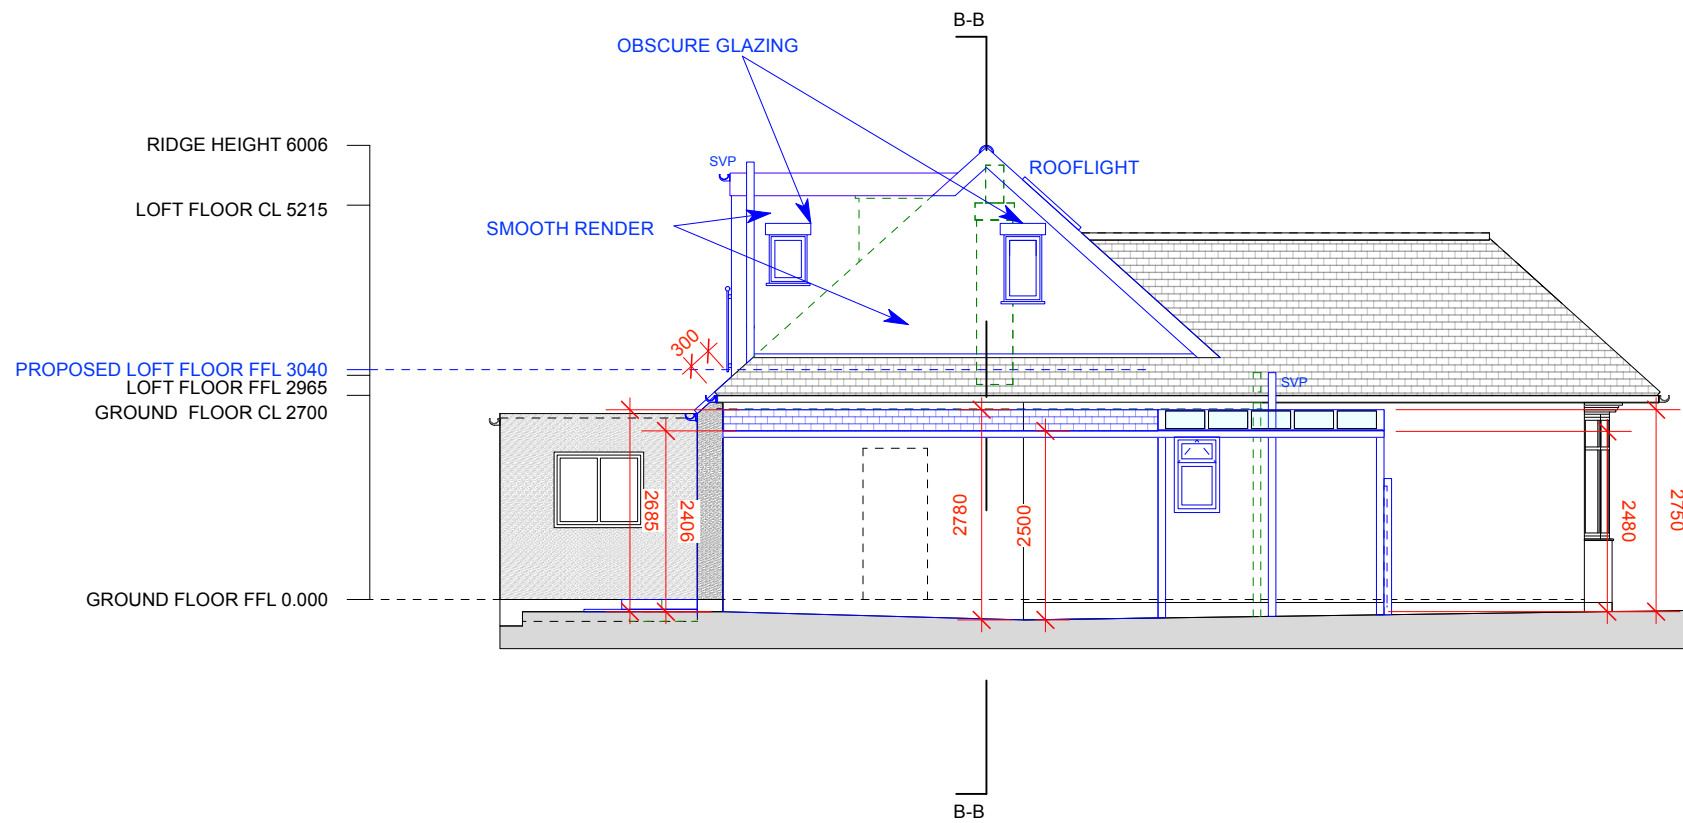 B-B
OBSCURE GLAZING
RIDGE HEIGHT 6006
SVP
ROOFLIGHT
LOFT FLOOR CL 5215
SMOOTH RENDER
300
PROPOSED LOFT FLOOR FFL 3040
LOFT FLOOR FFL 2965
SVP
GROUND FLOOR CL 2700
2685
2406
2780
2500
2480
2750
GROUND FLOOR FFL 0.000
B-B